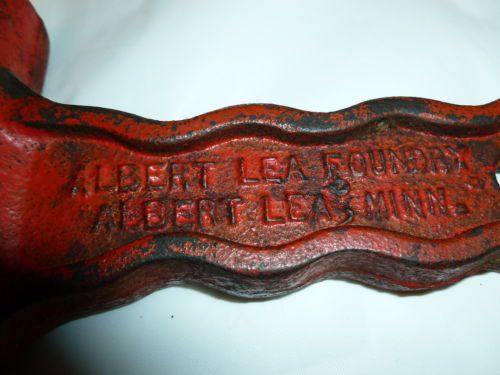 ALBERT LEA FOUNDRY
ALBERT LEA, MINN.